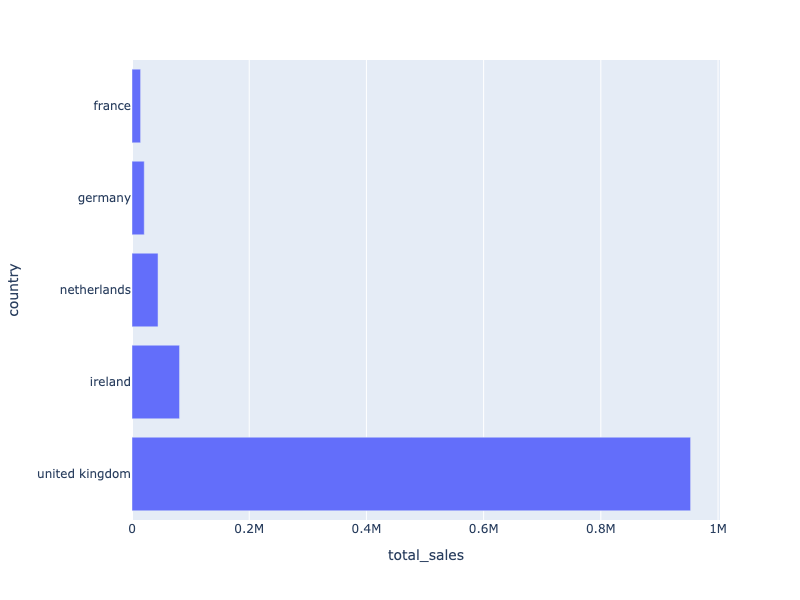 france
germany
netherlands
ireland
united kingdom
country
0 0.2M 0.4M 0.6M 0.8M 1M
total_sales